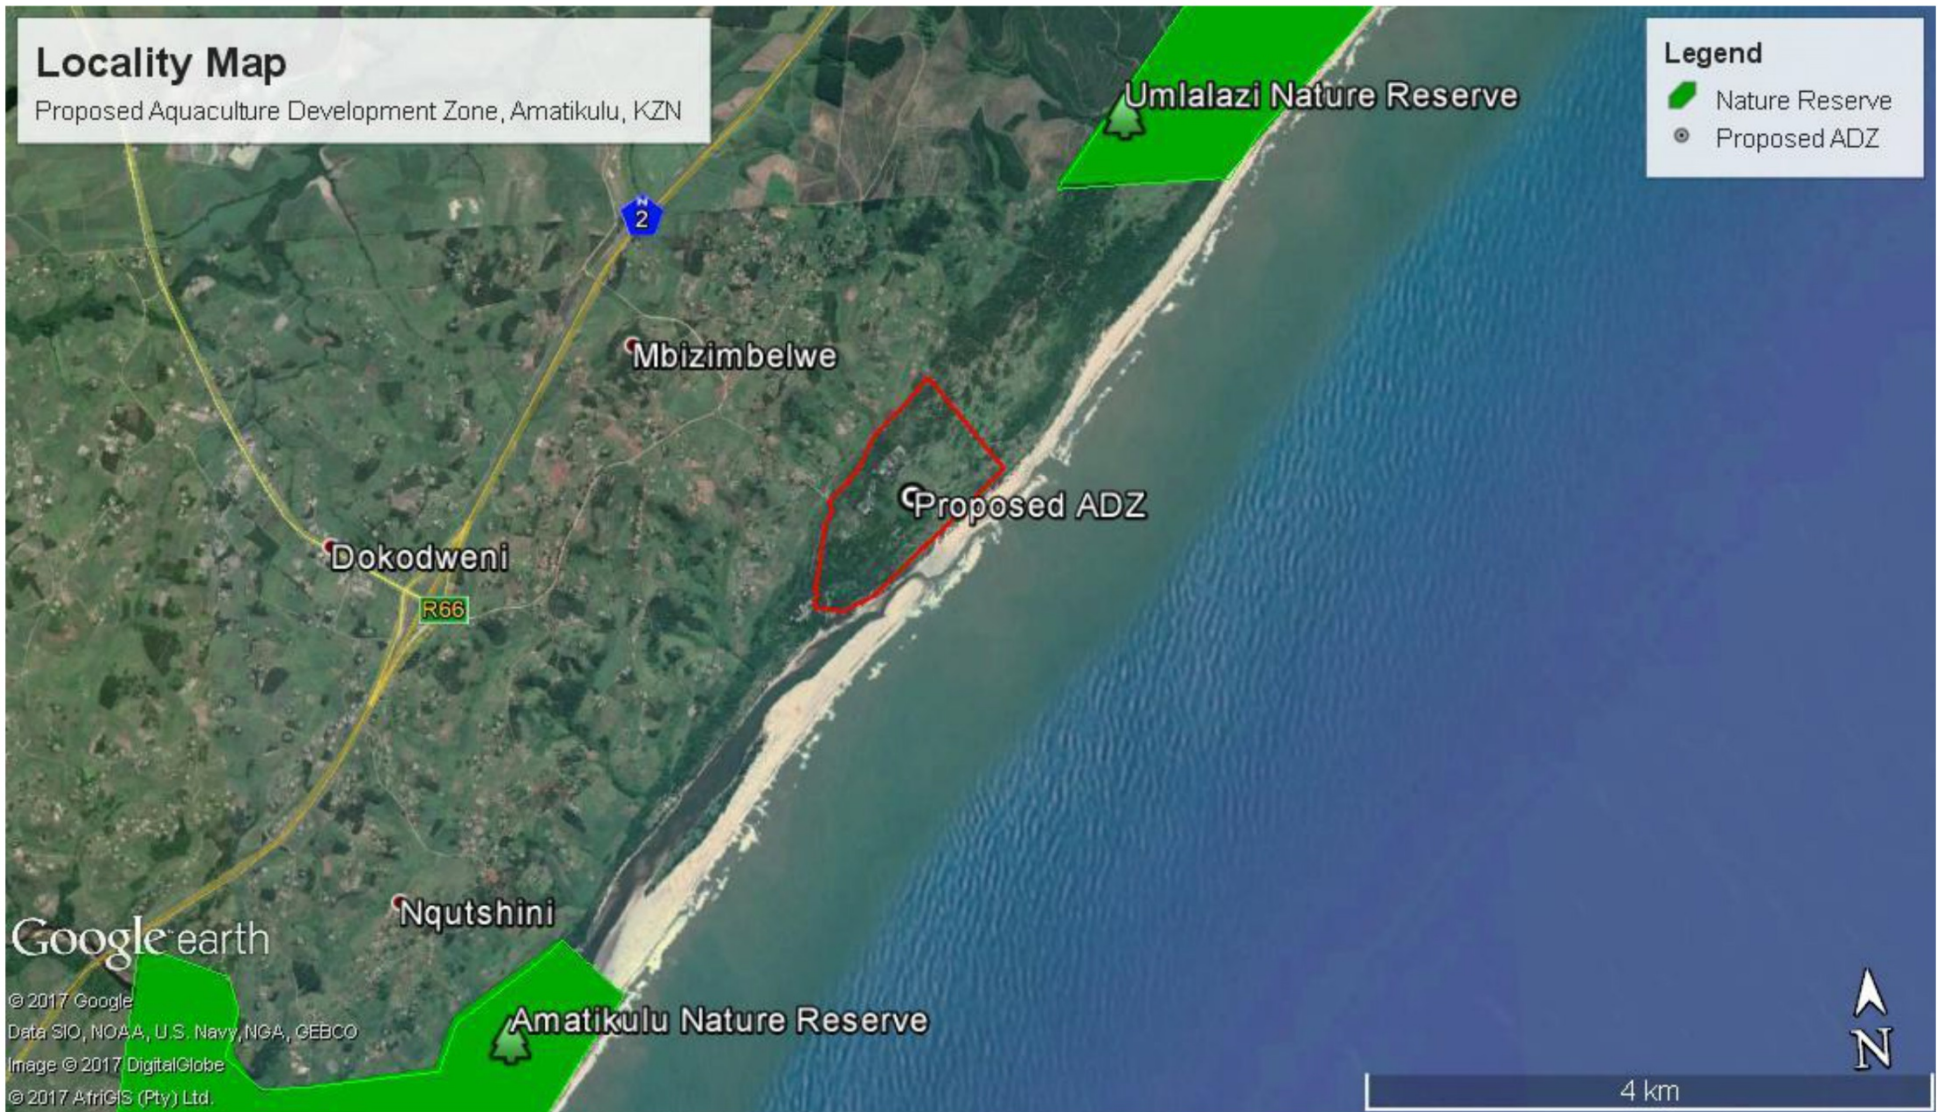 Locality Map
Proposed Aquaculture Development Zone, Amatikulu, KZN
Legend
Nature Reserve
Proposed ADZ
Umlalazi Nature Reserve
N
2
Mbizimbelwe
Proposed ADZ
Dokodweni
R66
Nqutshini
Google earth
© 2017 Google
Data SIO, NOAA, U.S. Navy, NGA, GEBCO
Image © 2017 DigitalGlobe
© 2017 AfriGIS (Pty) Ltd.
Amatikulu Nature Reserve
N
4 km